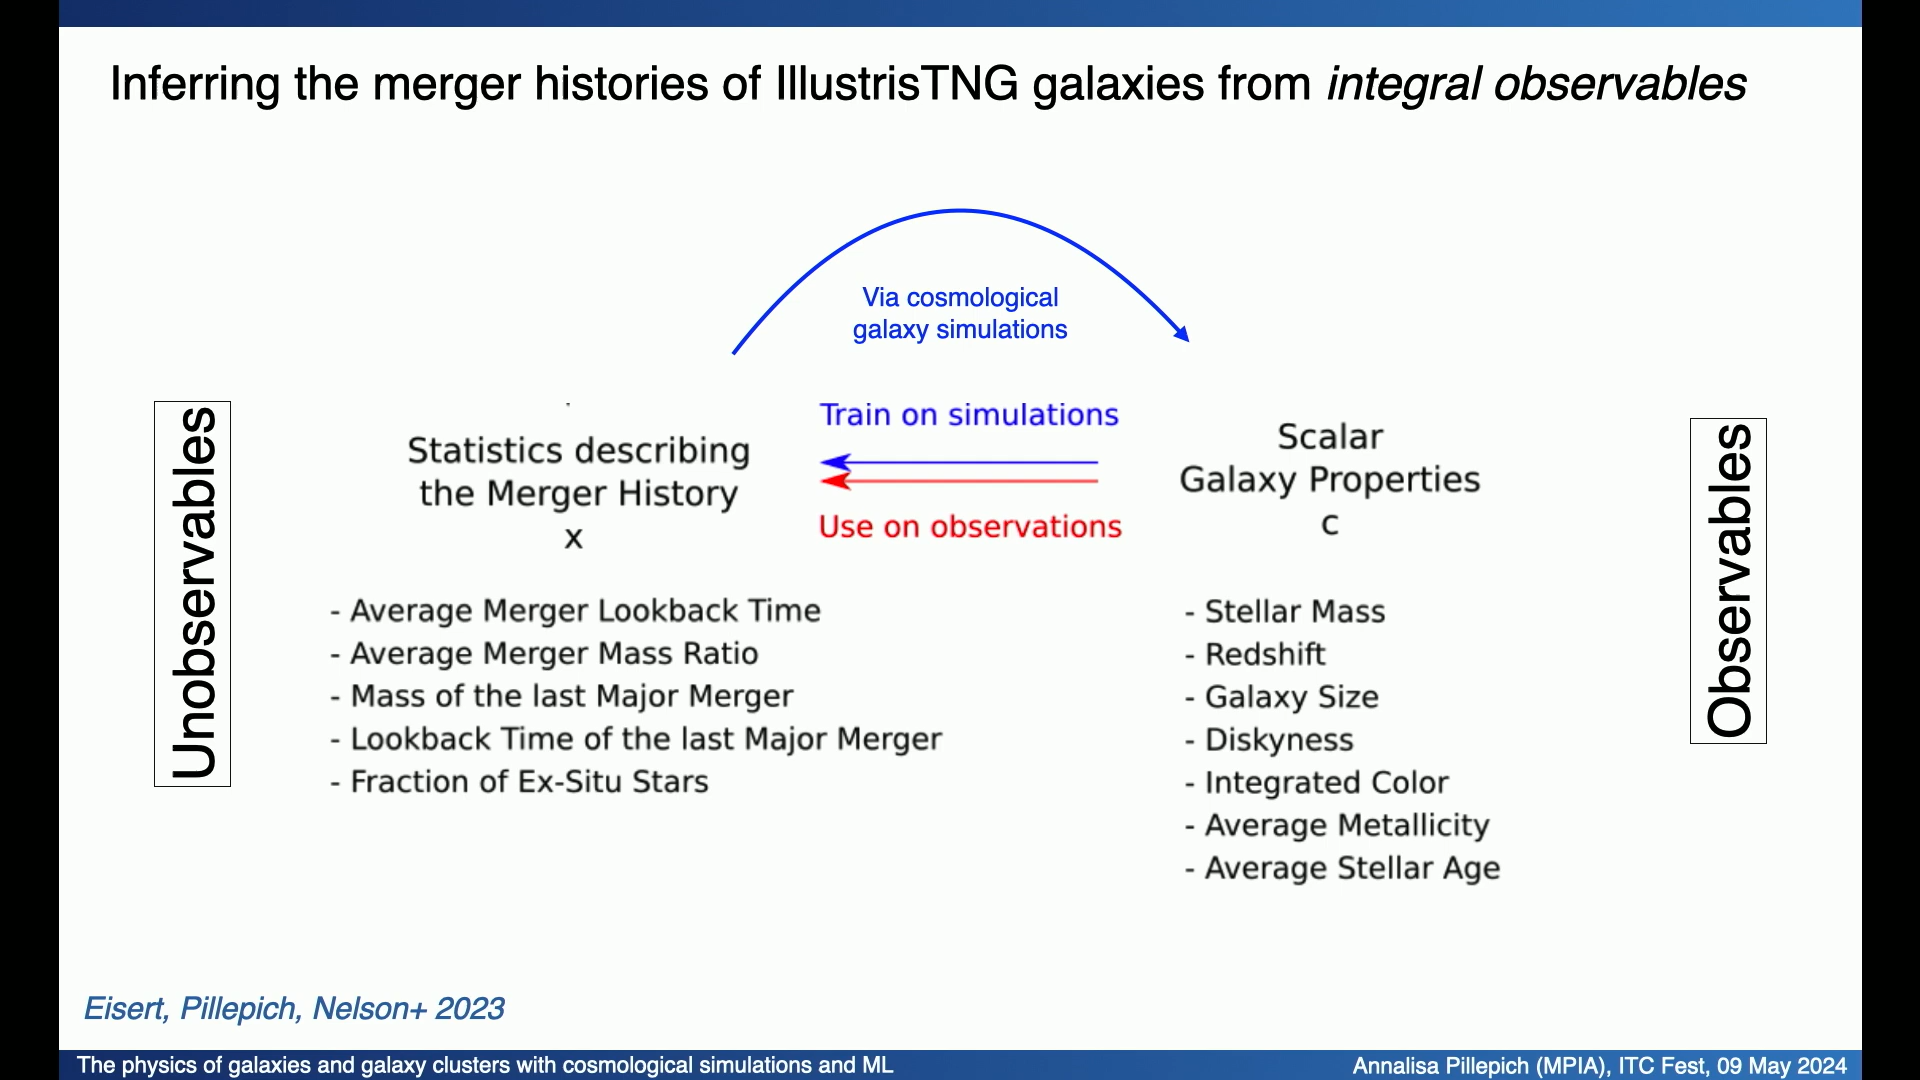 Inferring the merger histories of IllustrisTNG galaxies from integral observables
Via cosmological
galaxy simulations
Unobservables
Statistics describing
the Merger History
x
- Average Merger Lookback Time
- Average Merger Mass Ratio
- Mass of the last Major Merger
- Lookback Time of the last Major Merger
- Fraction of Ex-Situ Stars
Train on simulations
Use on observations
Scalar
Galaxy Properties
c
- Stellar Mass
- Redshift
- Galaxy Size
- Diskyness
- Integrated Color
- Average Metallicity
- Average Stellar Age
Observables
Eisert, Pillepich, Nelson+ 2023
The physics of galaxies and galaxy clusters with cosmological simulations and ML
Annalisa Pillepich (MPIA), ITC Fest, 09 May 2024